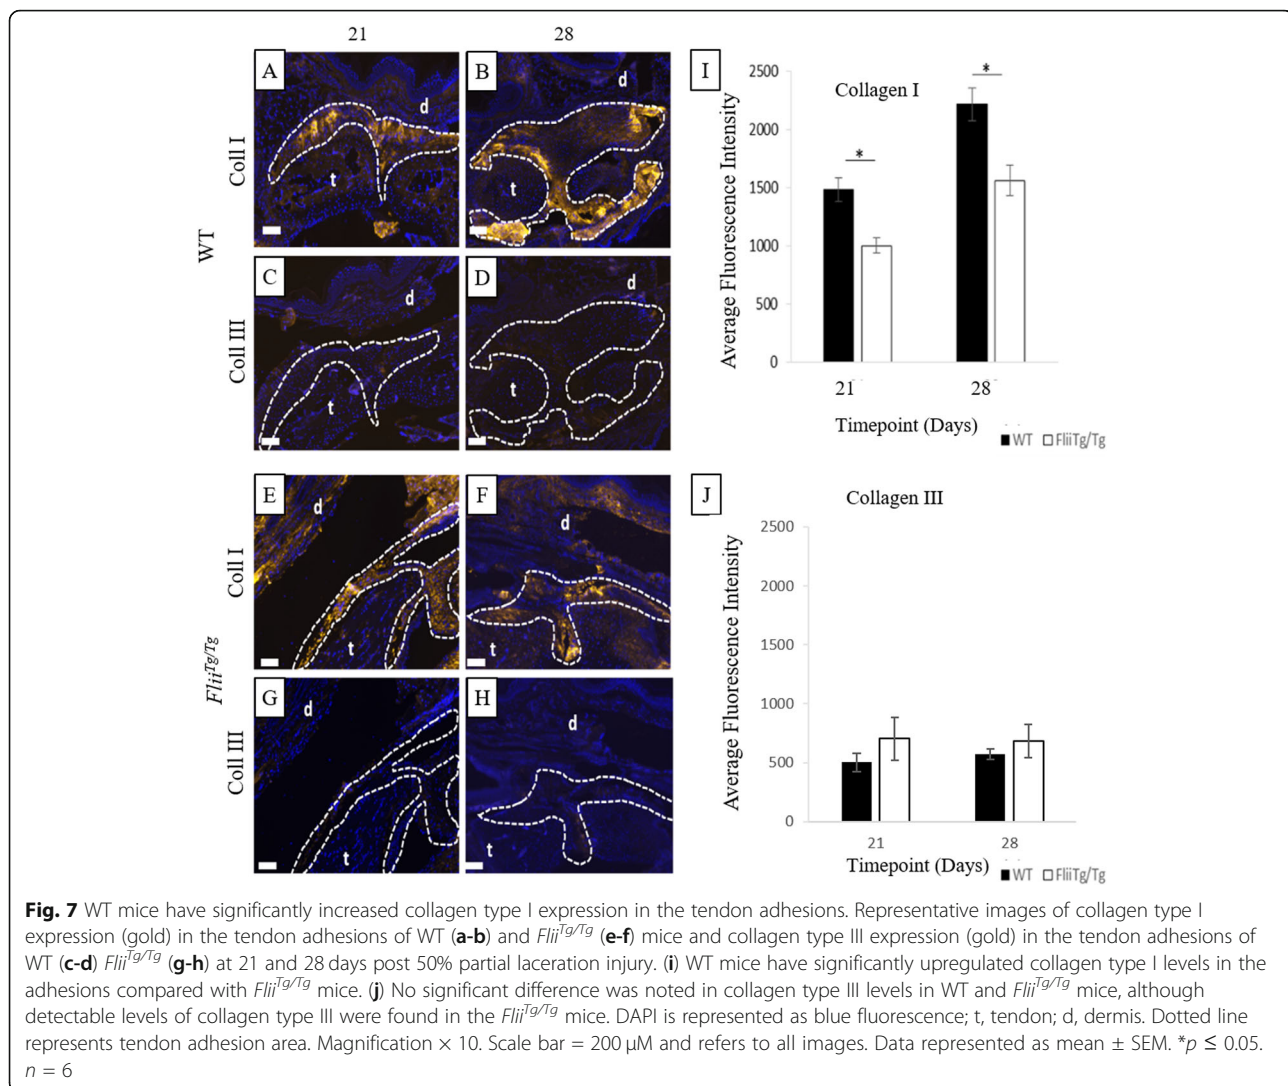 21 28
A d
B d
Coll I
t
t
WT
C d
D d
Coll III
t
t
E d
F d
Coll I
t
t
Flii^Tg/Tg
G d
H d
Coll III
t
t
I
Collagen I
2500
2000
1500
1000
500
0
*
*
Average Fluorescence Intensity
21 28
Timepoint (Days)
WT FliiTg/Tg
J
Collagen III
2500
2000
1500
1000
500
0
Average Fluorescence Intensity
21 28
Timepoint (Days)
WT FliiTg/Tg
Fig. 7 WT mice have significantly increased collagen type I expression in the tendon adhesions. Representative images of collagen type I
expression (gold) in the tendon adhesions of WT (a-b) and Flii^Tg/Tg (e-f) mice and collagen type III expression (gold) in the tendon adhesions of
WT (c-d) Flii^Tg/Tg (g-h) at 21 and 28 days post 50% partial laceration injury. (i) WT mice have significantly upregulated collagen type I levels in the
adhesions compared with Flii^Tg/Tg mice. (j) No significant difference was noted in collagen type III levels in WT and Flii^Tg/Tg mice, although
detectable levels of collagen type III were found in the Flii^Tg/Tg mice. DAPI is represented as blue fluorescence; t, tendon; d, dermis. Dotted line
represents tendon adhesion area. Magnification × 10. Scale bar = 200 μM and refers to all images. Data represented as mean ± SEM. *p ≤ 0.05.
n = 6